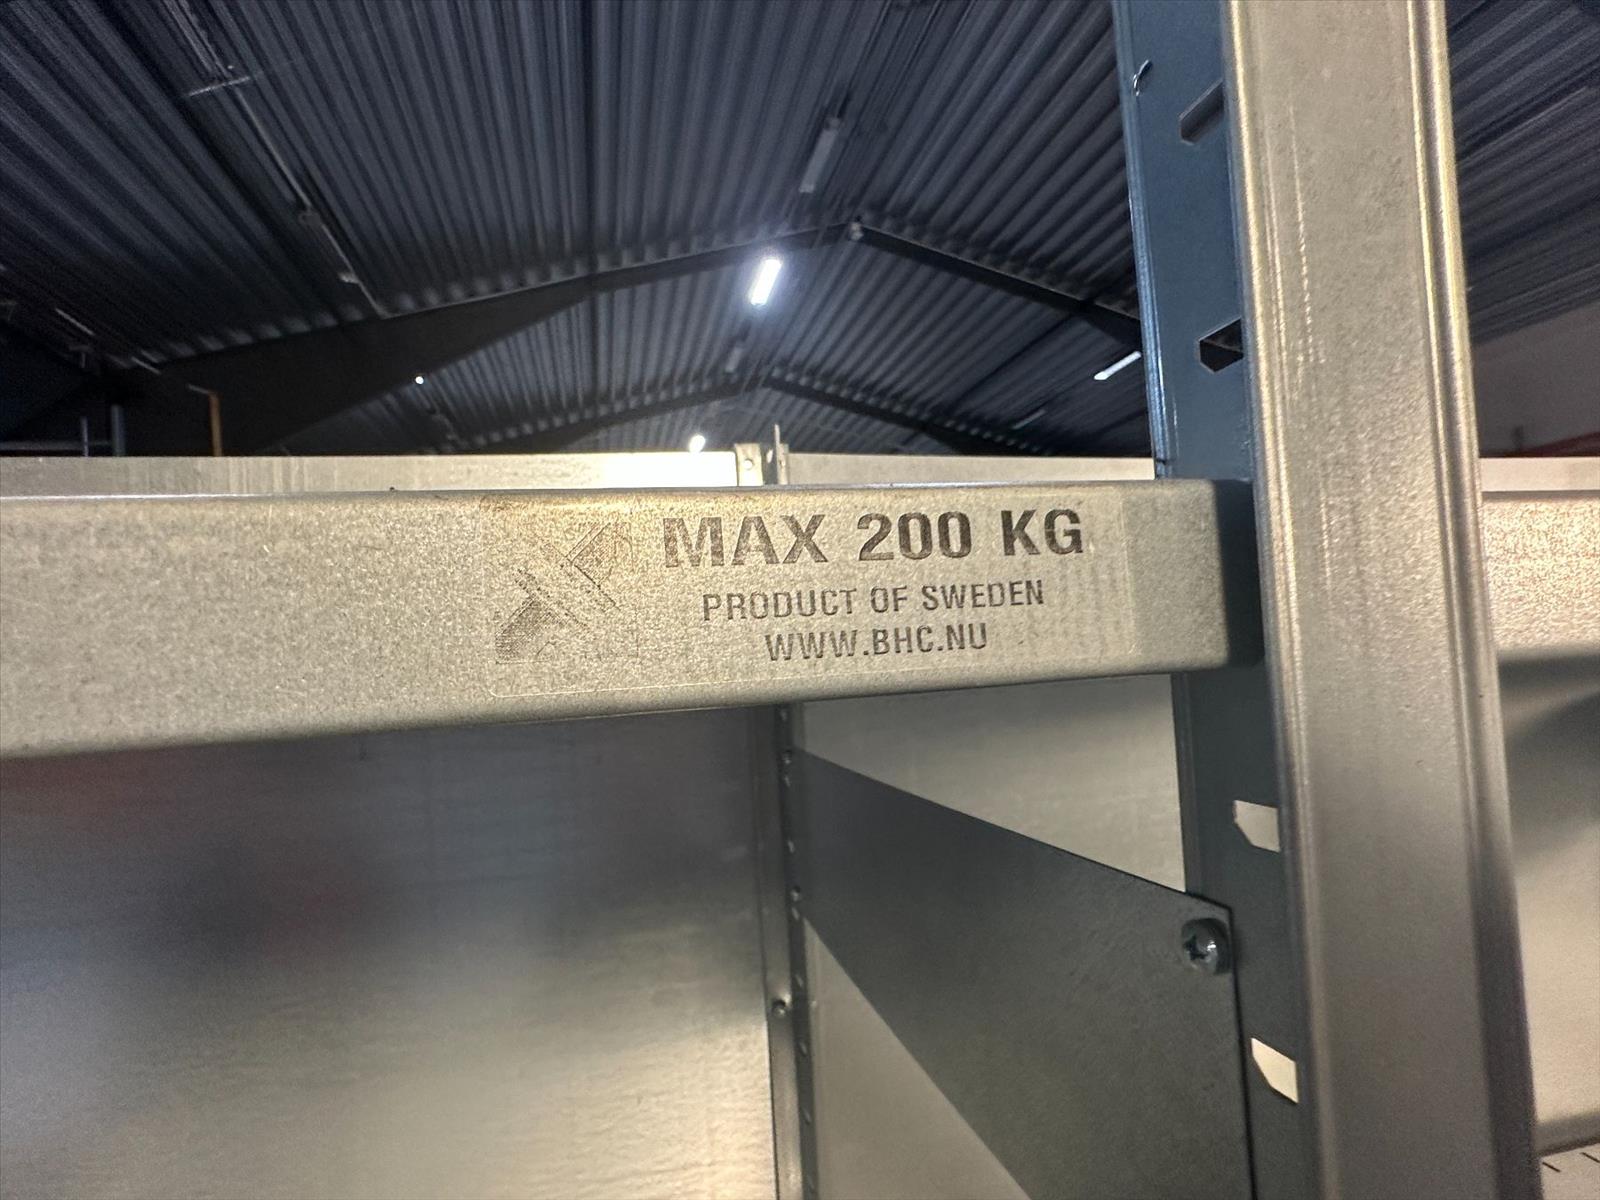 MAX 200 KG
PRODUCT OF SWEDEN
WWW.BHC.NU